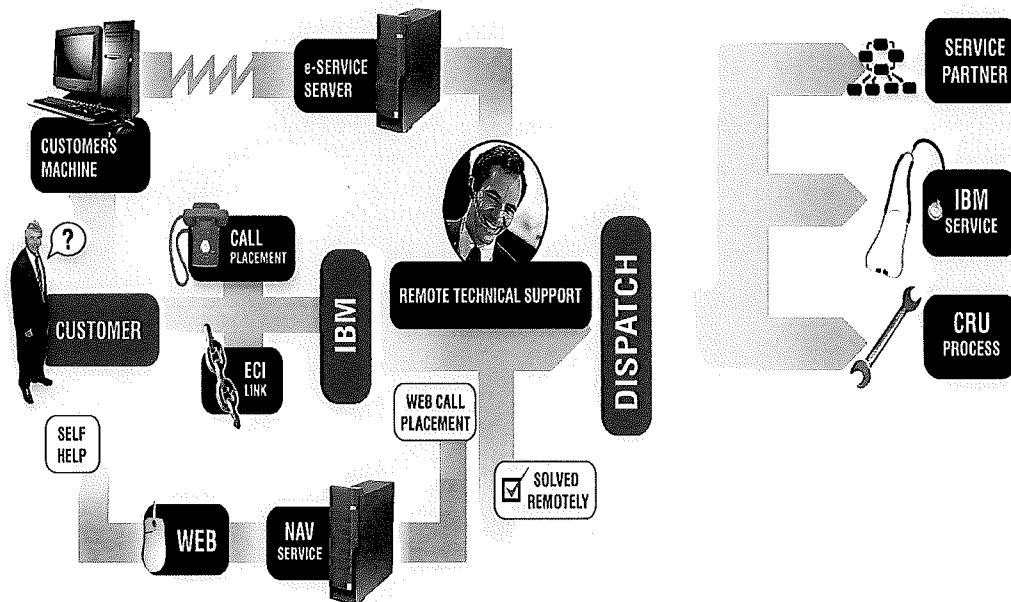 e-SERVICE
SERVER
SERVICE
PARTNER
CUSTOMER'S
MACHINE
?
CALL
PLACEMENT
IBM
SERVICE
CUSTOMER
IBM
REMOTE TECHNICAL SUPPORT
DISPATCH
CRU
PROCESS
ECI
LINK
WEB CALL
PLACEMENT
SELF
HELP
SOLVED
REMOTELY
WEB
NAV
SERVICE